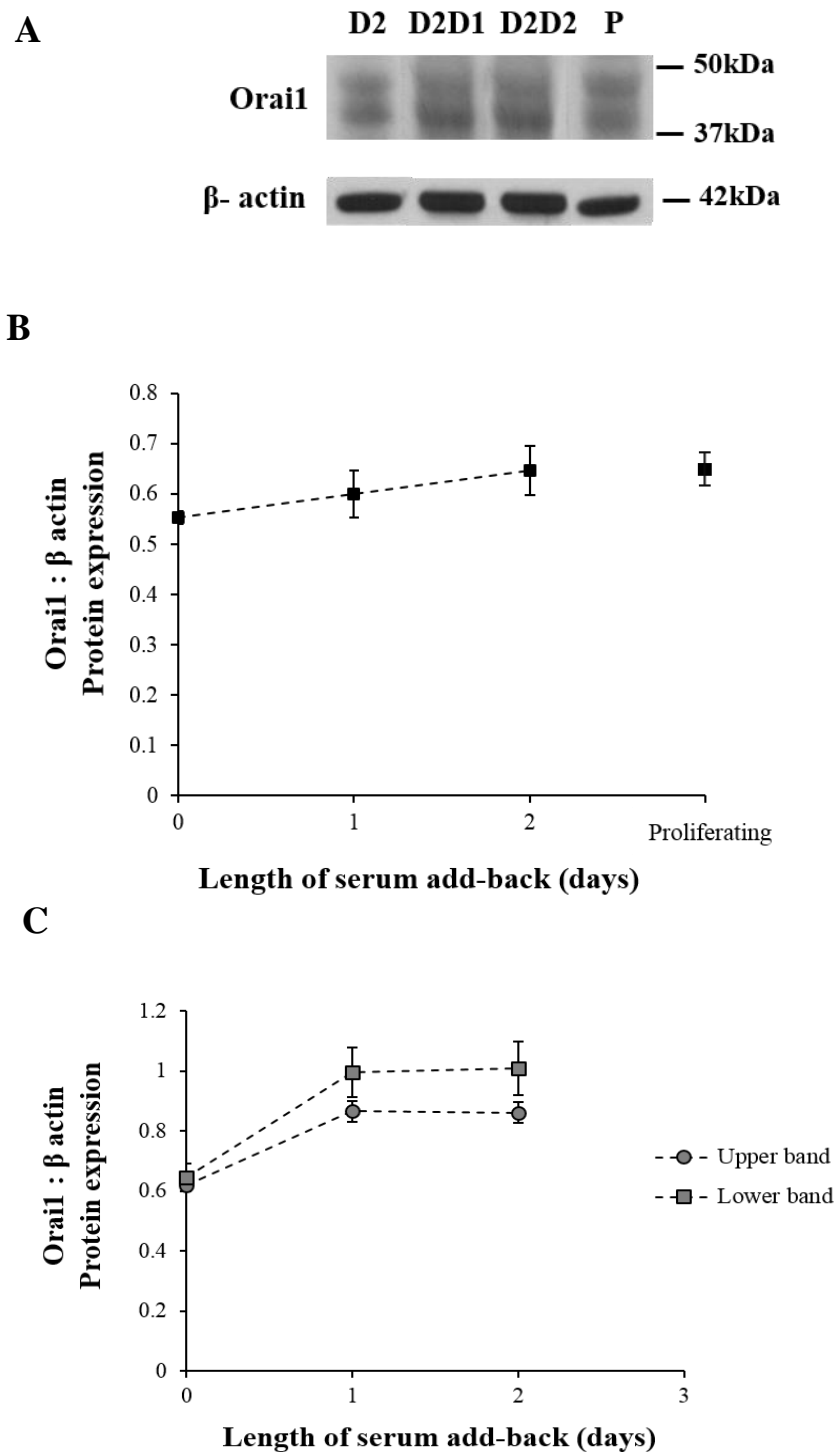 A
D2 D2D1 D2D2 P
Orai1
50kDa
37kDa
β- actin
42kDa
B
Orai1 : β actin
Protein expression
0.8
0.7
0.6
0.5
0.4
0.3
0.2
0.1
0
0 1 2 Proliferating
Length of serum add-back (days)
C
Orai1 : β actin
Protein expression
1.2
1
0.8
0.6
0.4
0.2
0
Upper band
Lower band
0 1 2 3
Length of serum add-back (days)